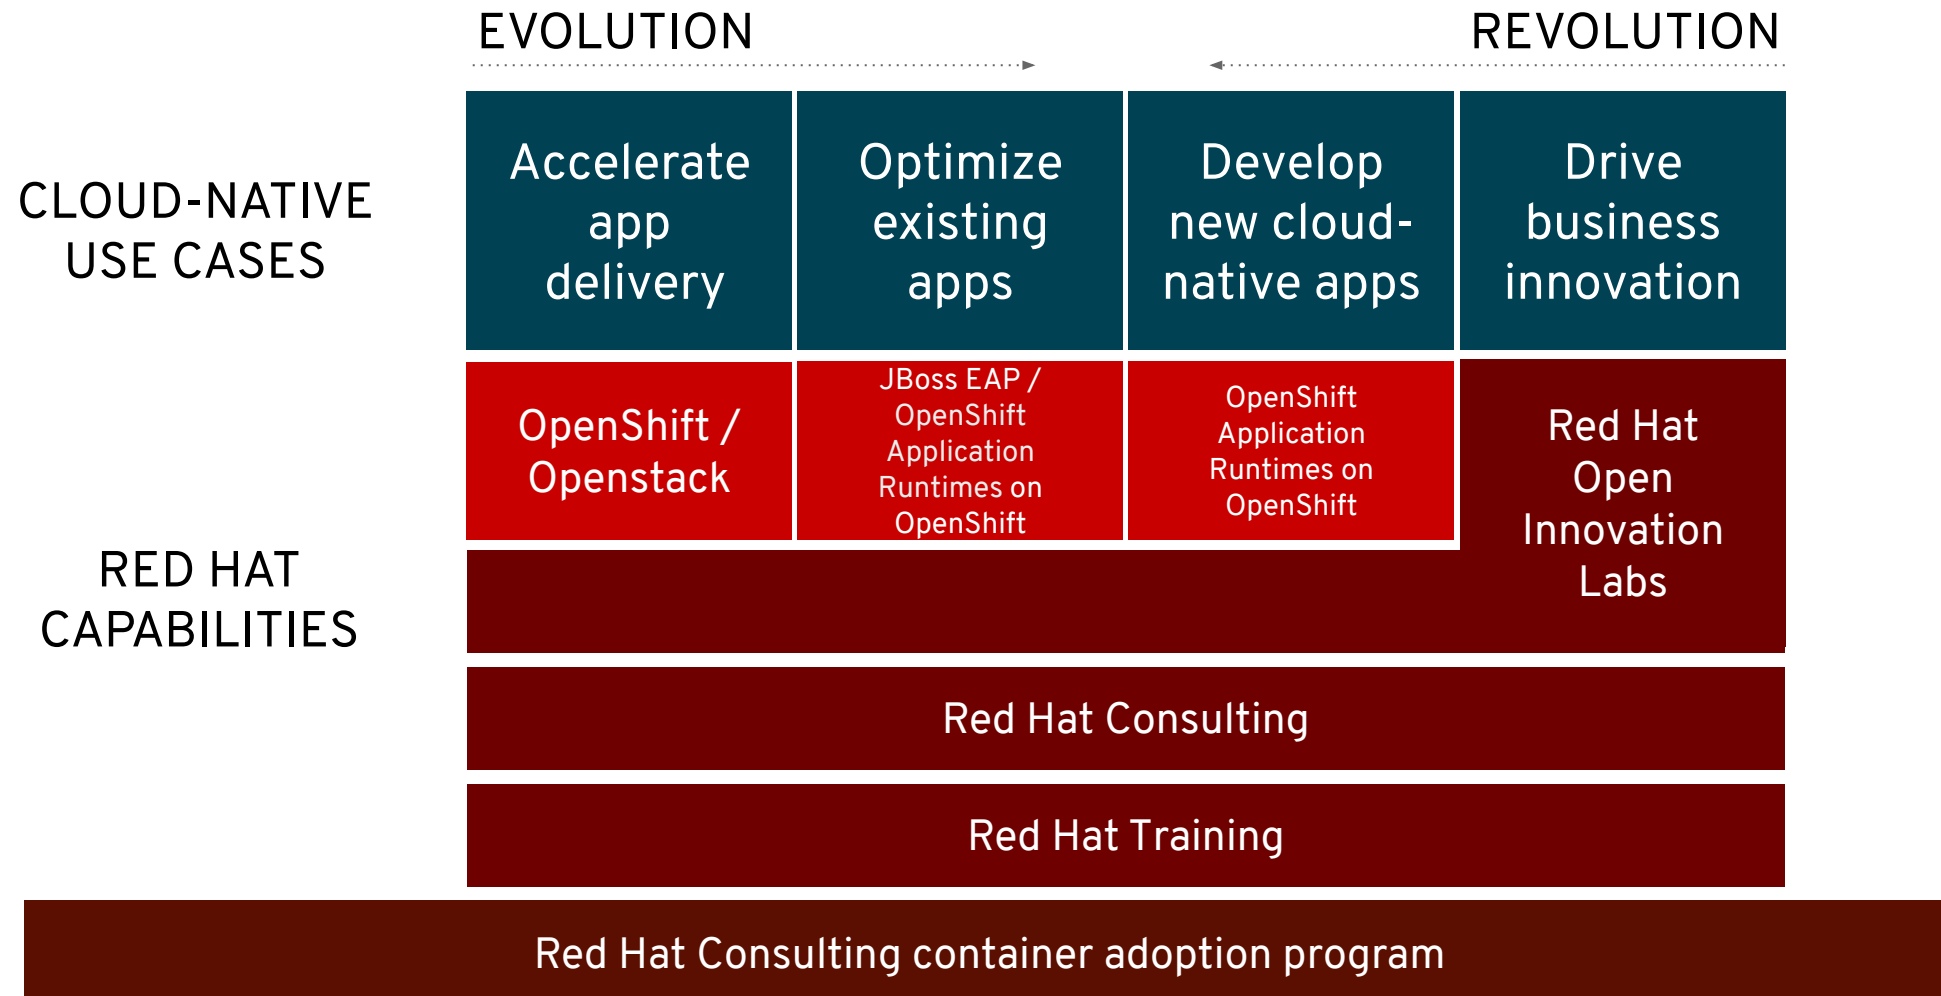 EVOLUTION
REVOLUTION
CLOUD-NATIVE
USE CASES
Accelerate
app
delivery
Optimize
existing
apps
Develop
new cloud-
native apps
Drive
business
innovation
RED HAT
CAPABILITIES
OpenShift /
Openstack
JBoss EAP /
OpenShift
Application
Runtimes on
OpenShift
OpenShift
Application
Runtimes on
OpenShift
Red Hat
Open
Innovation
Labs
Red Hat Consulting
Red Hat Training
Red Hat Consulting container adoption program